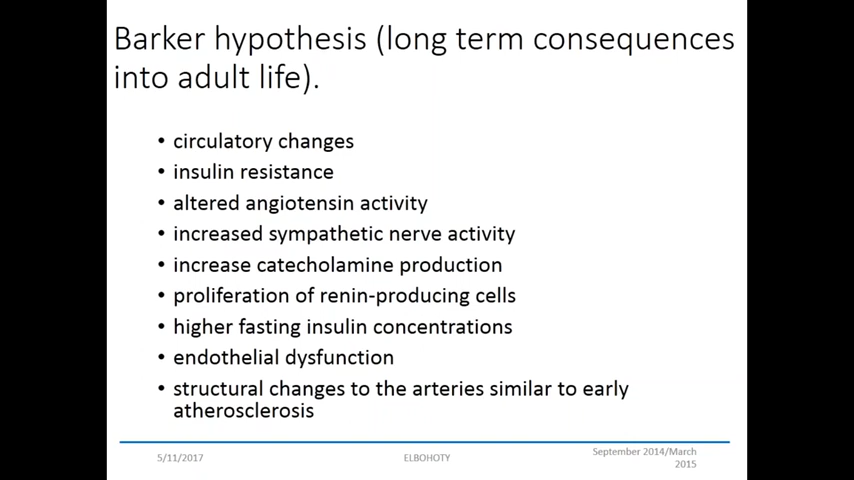 Barker hypothesis (long term consequences
into adult life).
• circulatory changes
• insulin resistance
• altered angiotensin activity
• increased sympathetic nerve activity
• increase catecholamine production
• proliferation of renin-producing cells
• higher fasting insulin concentrations
• endothelial dysfunction
• structural changes to the arteries similar to early
atherosclerosis
5/11/2017
ELBOHOTY
September 2014/March
2015